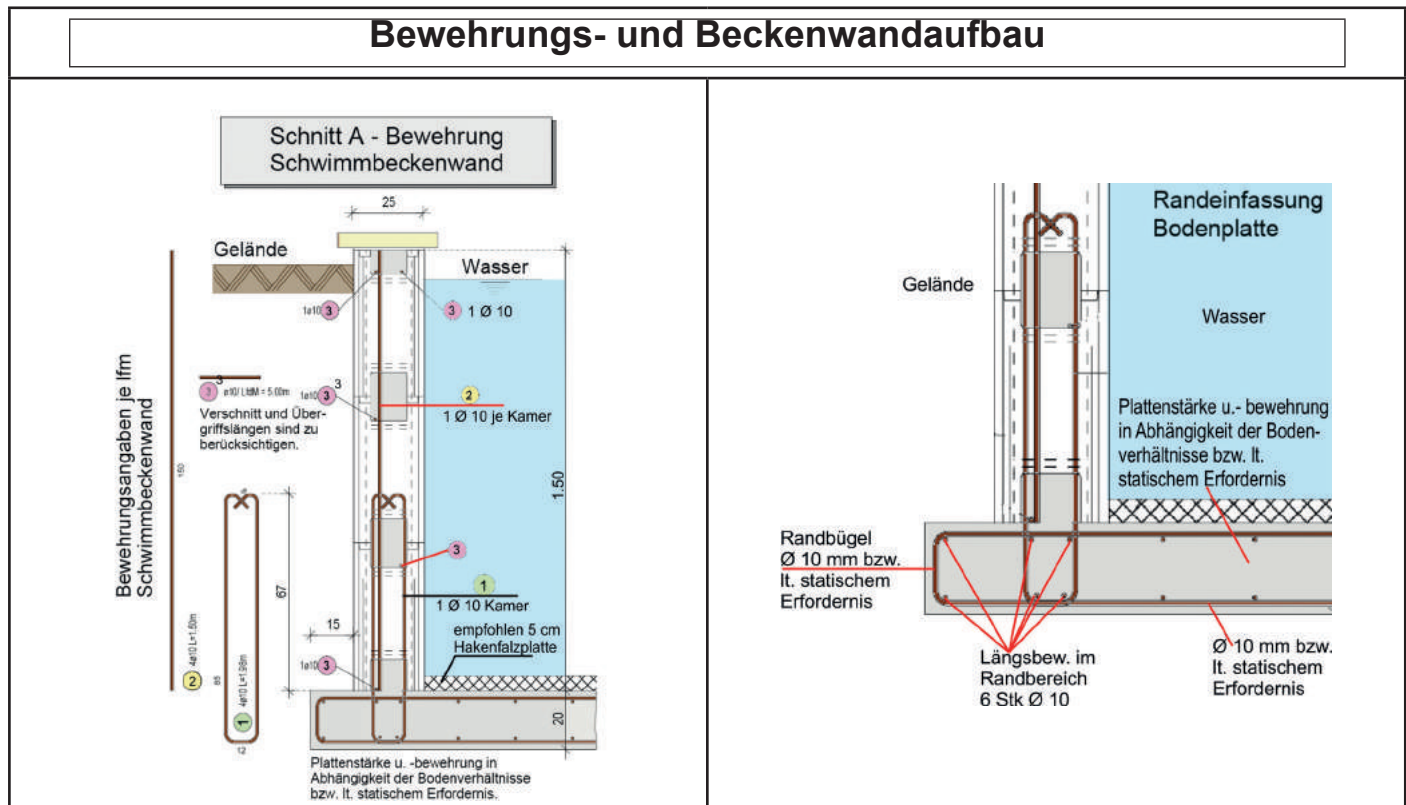 Bewehrungs- und Beckenwandaufbau
Schnitt A - Bewehrung
Schwimmbeckenwand
25
Gelände
Wasser
1ø10 3
3 1 Ø 10
3
3 ø10/ LfdM = 5.00m
Verschnitt und Über-
griffslängen sind zu
berücksichtigen.
3
1ø10 3
2
1 Ø 10 je Kamer
1.50
Bewehrungsangaben je lfm
Schwimmbeckenwand
150
67
3
1
1 Ø 10 Kamer
15
empfohlen 5 cm
Hakenfalzplatte
1ø10 3
2 4ø10 L=1.50m
85
1 4ø10 L=1.98m
12
20
Plattenstärke u. -bewehrung in
Abhängigkeit der Bodenverhältnisse
bzw. lt. statischem Erfordernis.
Randeinfassung
Bodenplatte
Gelände
Wasser
Plattenstärke u.- bewehrung
in Abhängigkeit der Boden-
verhältnisse bzw. lt.
statischem Erfordernis
Randbügel
Ø 10 mm bzw.
lt. statischem
Erfordernis
Längsbew. im
Randbereich
6 Stk Ø 10
Ø 10 mm bzw.
lt. statischem
Erfordernis